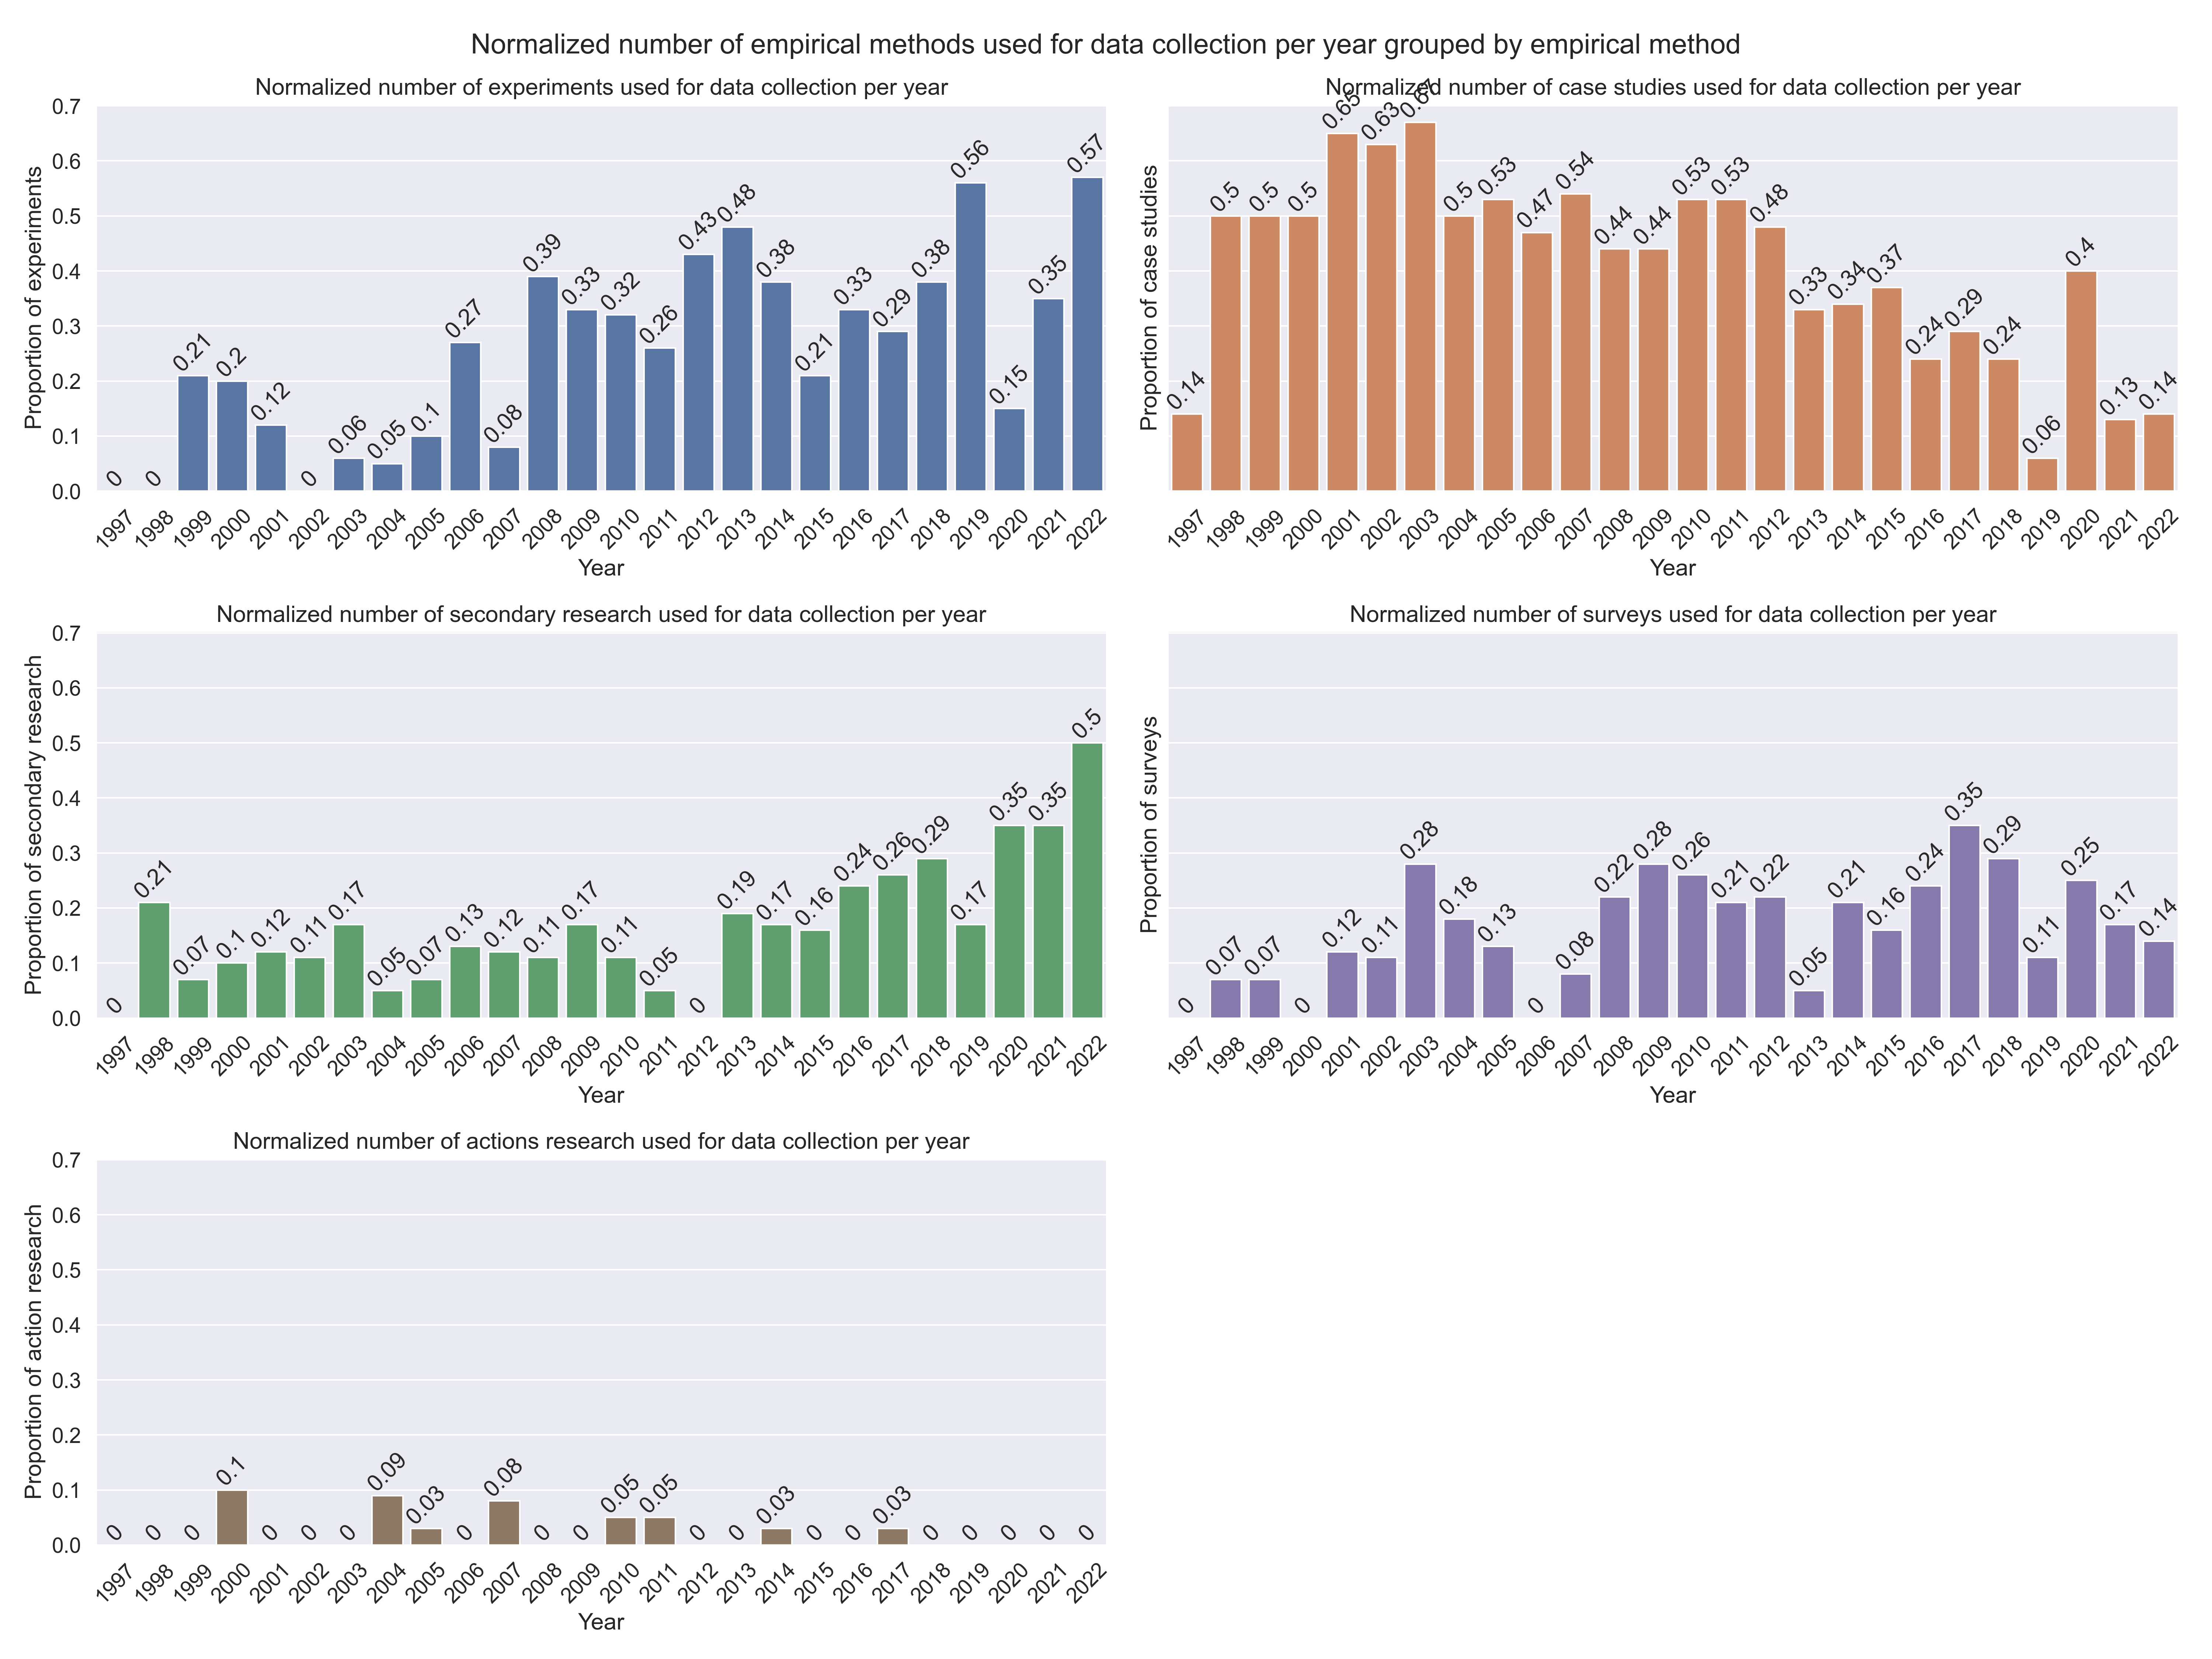 Normalized number of empirical methods used for data collection per year grouped by empirical method
Normalized number of experiments used for data collection per year
Proportion of experiments
0.7
0.6
0.5
0.4
0.3
0.2
0.1
0.0
0 0 0.21 0.2 0.12 0 0.06 0.05 0.1 0.27 0.08 0.39 0.33 0.32 0.26 0.43 0.48 0.38 0.21 0.33 0.29 0.38 0.56 0.15 0.35 0.57
1997 1998 1999 2000 2001 2002 2003 2004 2005 2006 2007 2008 2009 2010 2011 2012 2013 2014 2015 2016 2017 2018 2019 2020 2021 2022
Year
Normalized number of case studies used for data collection per year
Proportion of case studies
0.14 0.5 0.5 0.5 0.65 0.63 0.67 0.5 0.53 0.47 0.54 0.44 0.44 0.53 0.53 0.48 0.33 0.34 0.37 0.24 0.29 0.24 0.06 0.4 0.13 0.14
1997 1998 1999 2000 2001 2002 2003 2004 2005 2006 2007 2008 2009 2010 2011 2012 2013 2014 2015 2016 2017 2018 2019 2020 2021 2022
Year
Normalized number of secondary research used for data collection per year
Proportion of secondary research
0.7
0.6
0.5
0.4
0.3
0.2
0.1
0.0
0 0.21 0.07 0.1 0.12 0.11 0.17 0.05 0.07 0.13 0.12 0.11 0.17 0.11 0.05 0 0.19 0.17 0.16 0.24 0.26 0.29 0.17 0.35 0.35 0.5
1997 1998 1999 2000 2001 2002 2003 2004 2005 2006 2007 2008 2009 2010 2011 2012 2013 2014 2015 2016 2017 2018 2019 2020 2021 2022
Year
Normalized number of surveys used for data collection per year
Proportion of surveys
0 0.07 0.07 0 0.12 0.11 0.28 0.18 0.13 0 0.08 0.22 0.28 0.26 0.21 0.22 0.05 0.21 0.16 0.24 0.35 0.29 0.11 0.25 0.17 0.14
1997 1998 1999 2000 2001 2002 2003 2004 2005 2006 2007 2008 2009 2010 2011 2012 2013 2014 2015 2016 2017 2018 2019 2020 2021 2022
Year
Normalized number of actions research used for data collection per year
Proportion of action research
0.7
0.6
0.5
0.4
0.3
0.2
0.1
0.0
0 0 0 0.1 0 0 0 0.09 0.03 0 0.08 0 0 0.05 0.05 0 0 0.03 0 0 0.03 0 0 0 0 0
1997 1998 1999 2000 2001 2002 2003 2004 2005 2006 2007 2008 2009 2010 2011 2012 2013 2014 2015 2016 2017 2018 2019 2020 2021 2022
Year